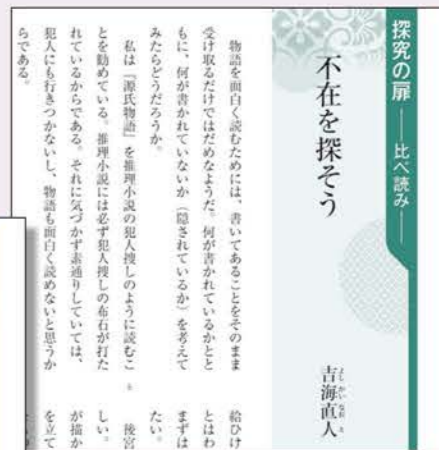 探究の扉 ── 比べ読み ──
不在を探そう
吉海直人
よしかいなおと
物語を面白く読むためには、書いてあることをそのまま
受け取るだけではだめなようだ。何が書かれているかとと
もに、何が書かれていないか（隠されているか）を考えて
みたらどうだろうか。
私は『源氏物語』を推理小説の犯人捜しのように読むこ
とを勧めている。推理小説には必ず犯人捜しの布石が打た
れているからである。それに気づかず素通りしていては、
犯人にも行きつかないし、物語も面白く読めないと思うか
らである。
給ひけ
とはわ
まずは
たい。
後宮
しい。
が描か
を立て